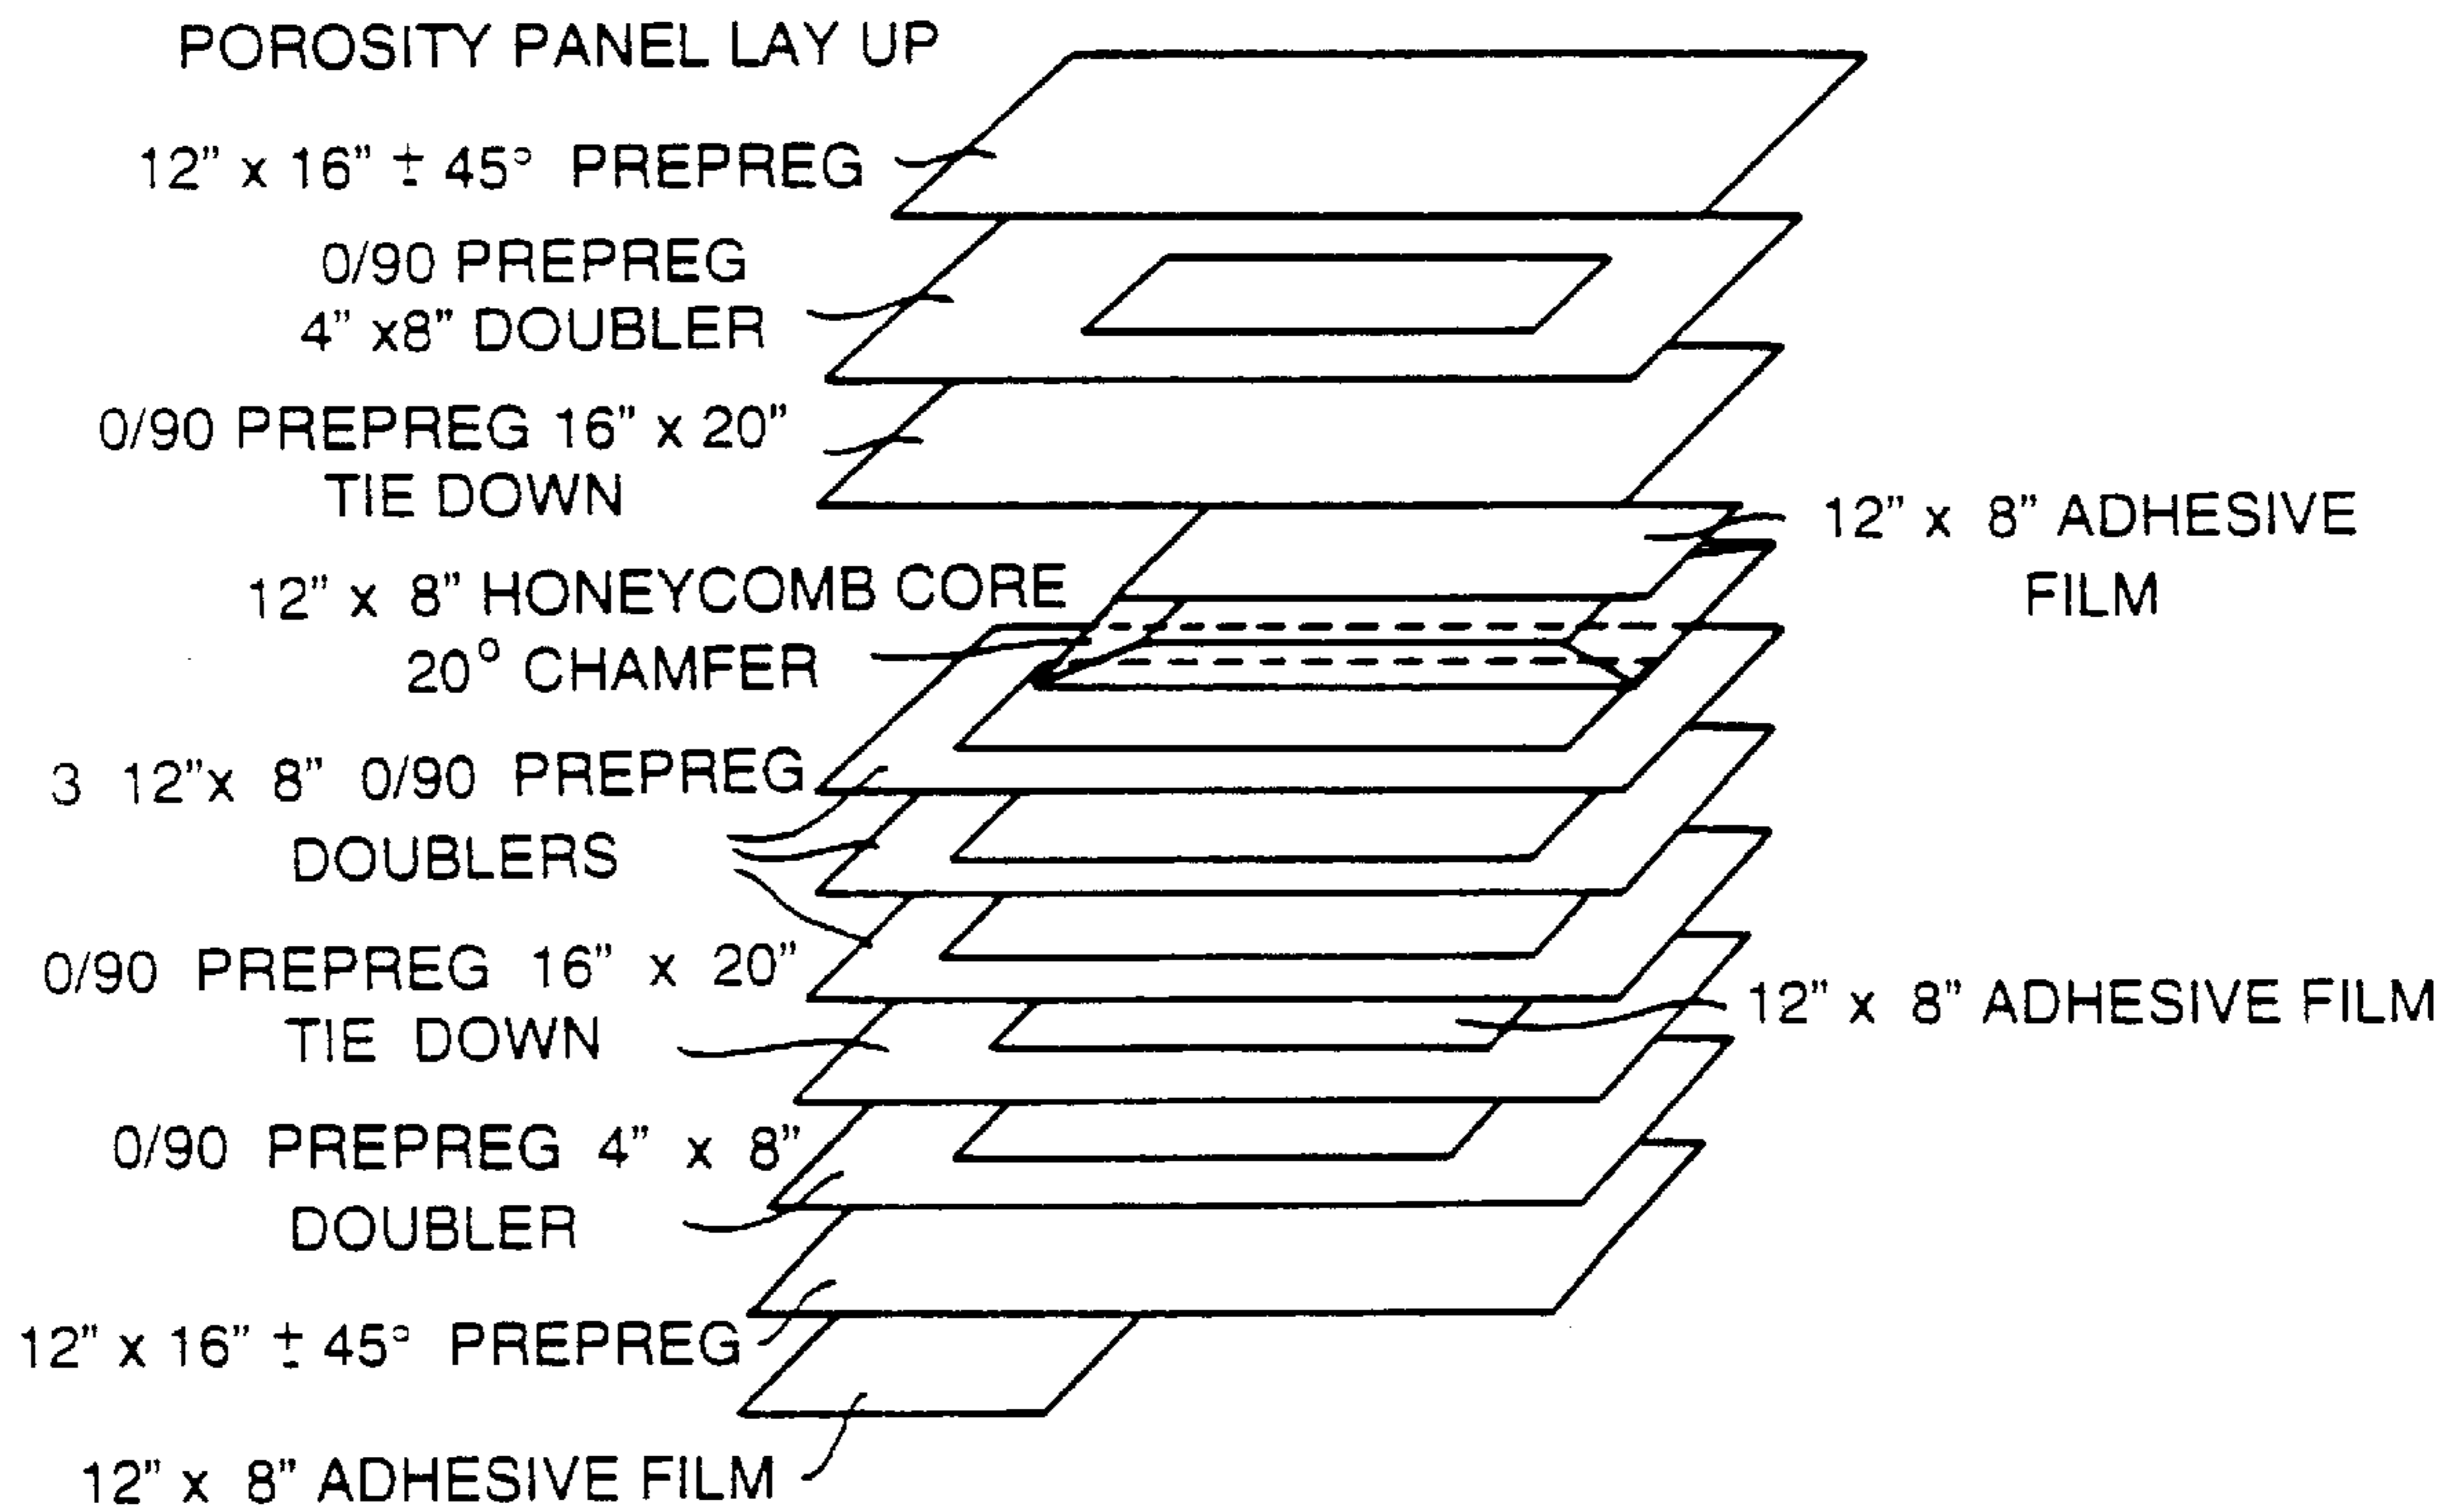 POROSITY PANEL LAY UP
12" x 16" ± 45° PREPREG
0/90 PREPREG
4" x8" DOUBLER
0/90 PREPREG 16" x 20"
TIE DOWN
12" x 8" ADHESIVE
FILM
12" x 8" HONEYCOMB CORE
20° CHAMFER
3 12"x 8" 0/90 PREPREG
DOUBLERS
0/90 PREPREG 16" x 20"
TIE DOWN
12" x 8" ADHESIVE FILM
0/90 PREPREG 4" x 8"
DOUBLER
12" x 16" ± 45° PREPREG
12" x 8" ADHESIVE FILM